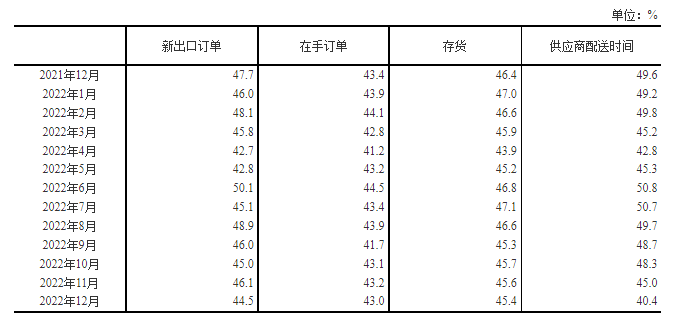 单位：%
新出口订单 在手订单 存货 供应商配送时间
2021年12月 47.7 43.4 46.4 49.6
2022年1月 46.0 43.9 47.0 49.2
2022年2月 48.1 44.1 46.6 49.8
2022年3月 45.8 42.8 45.9 45.2
2022年4月 42.7 41.2 43.9 42.8
2022年5月 42.8 43.2 45.2 45.3
2022年6月 50.1 44.5 46.8 50.8
2022年7月 45.1 43.4 47.1 50.7
2022年8月 48.9 43.9 46.6 49.7
2022年9月 46.0 41.7 45.3 48.7
2022年10月 45.0 43.1 45.7 48.3
2022年11月 46.1 43.2 45.6 45.0
2022年12月 44.5 43.0 45.4 40.4